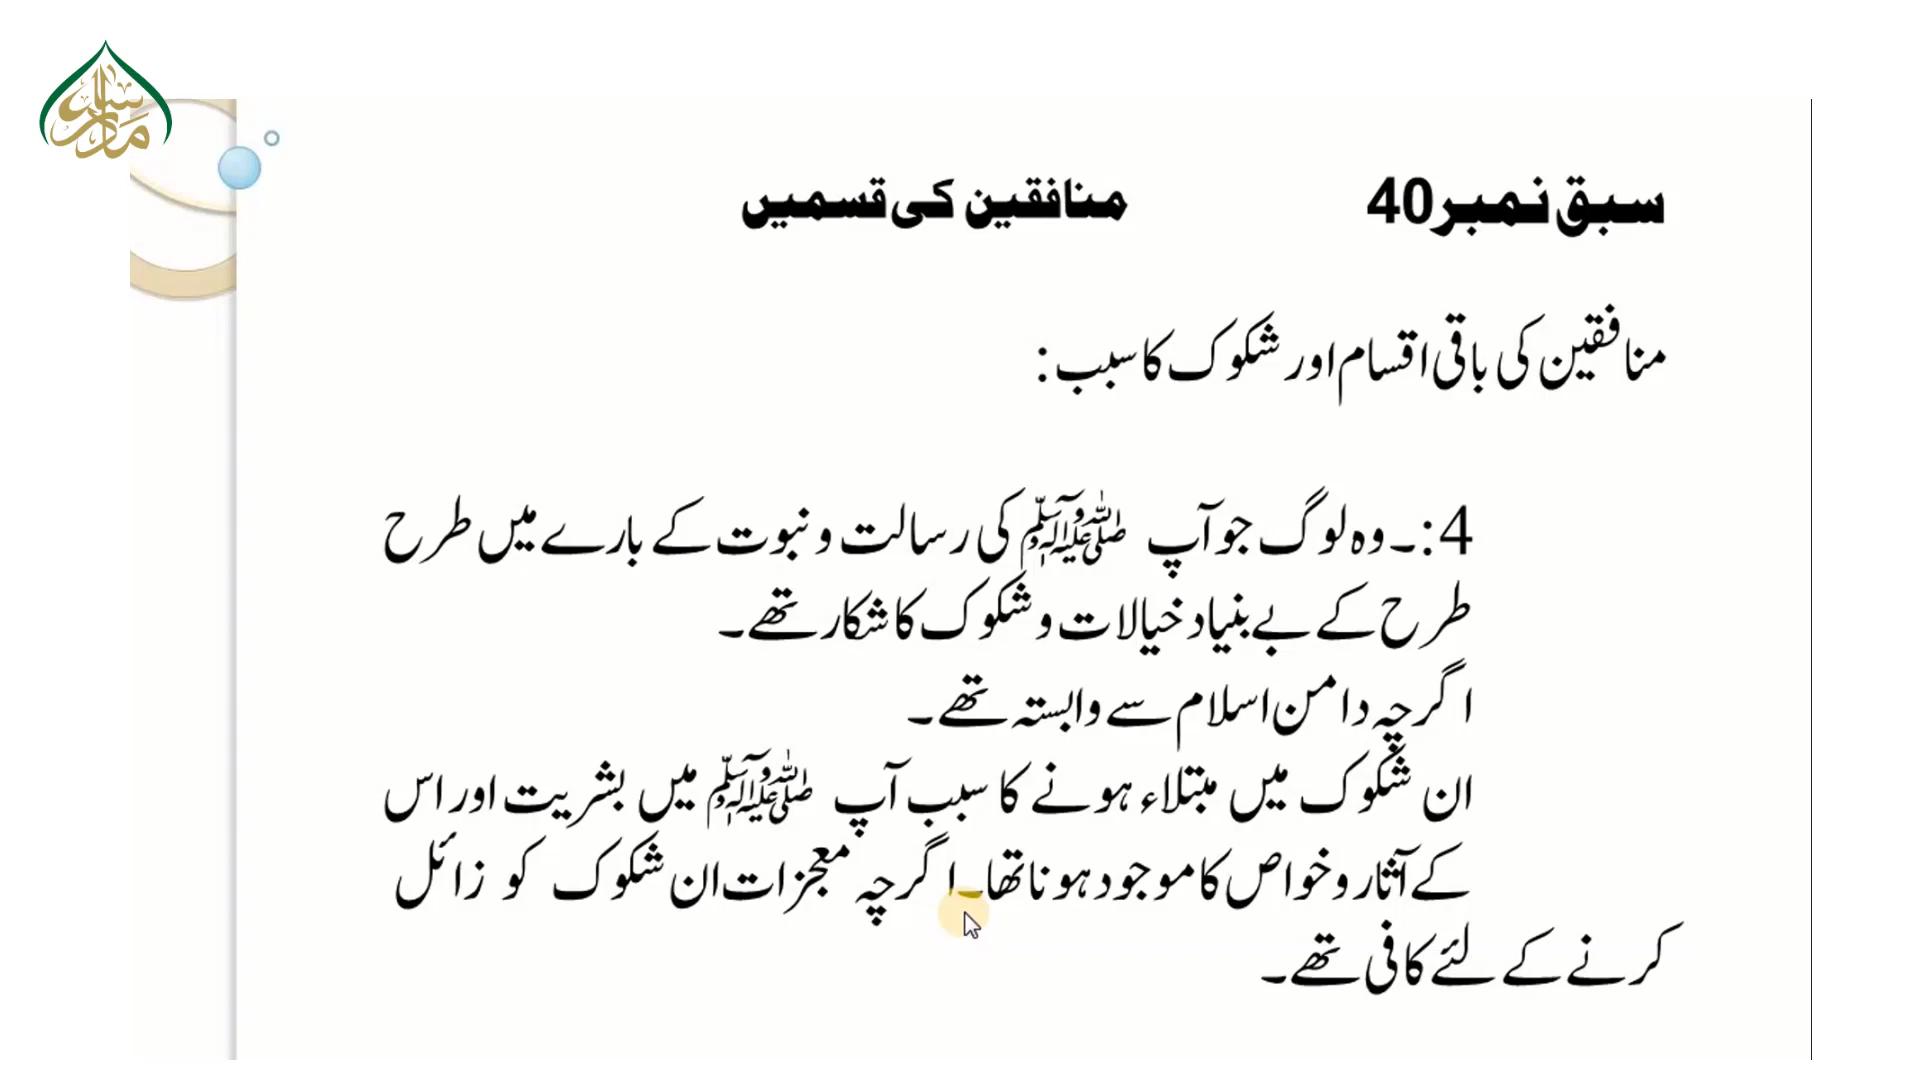 مدرسہ
سبق نمبر40 منافقین کی قسمیں
منافقین کی باقی اقسام اور شکوک کا سبب:
4:۔ وہ لوگ جو آپ ﷺ کی رسالت و نبوت کے بارے میں طرح
طرح کے بے بنیاد خیالات و شکوک کا شکار تھے۔
اگرچہ دامن اسلام سے وابستہ تھے۔
ان شکوک میں مبتلاء ہونے کا سبب آپ ﷺ میں بشریت اور اس
کے آثار و خواص کا موجود ہونا تھا۔ اگرچہ معجزات ان شکوک کو زائل
کرنے کے لئے کافی تھے۔